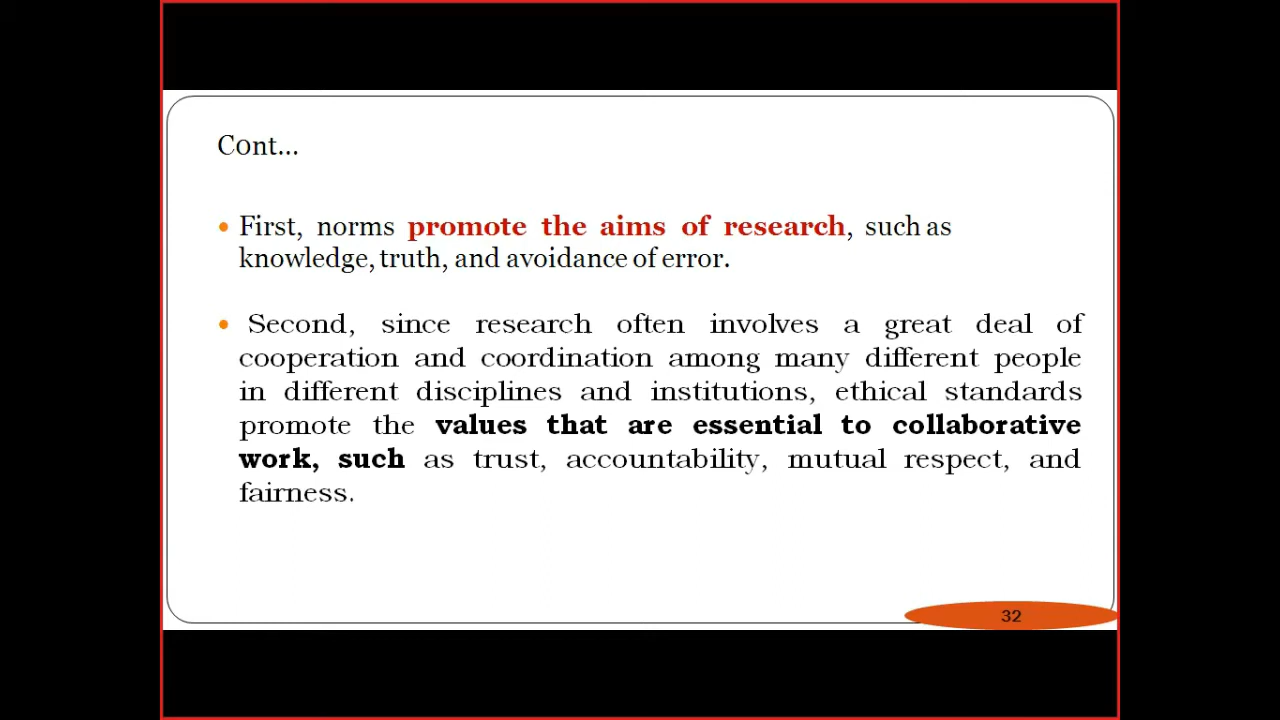 Cont...
• First, norms promote the aims of research, such as
knowledge, truth, and avoidance of error.
• Second, since research often involves a great deal of
cooperation and coordination among many different people
in different disciplines and institutions, ethical standards
promote the values that are essential to collaborative
work, such as trust, accountability, mutual respect, and
fairness.
32